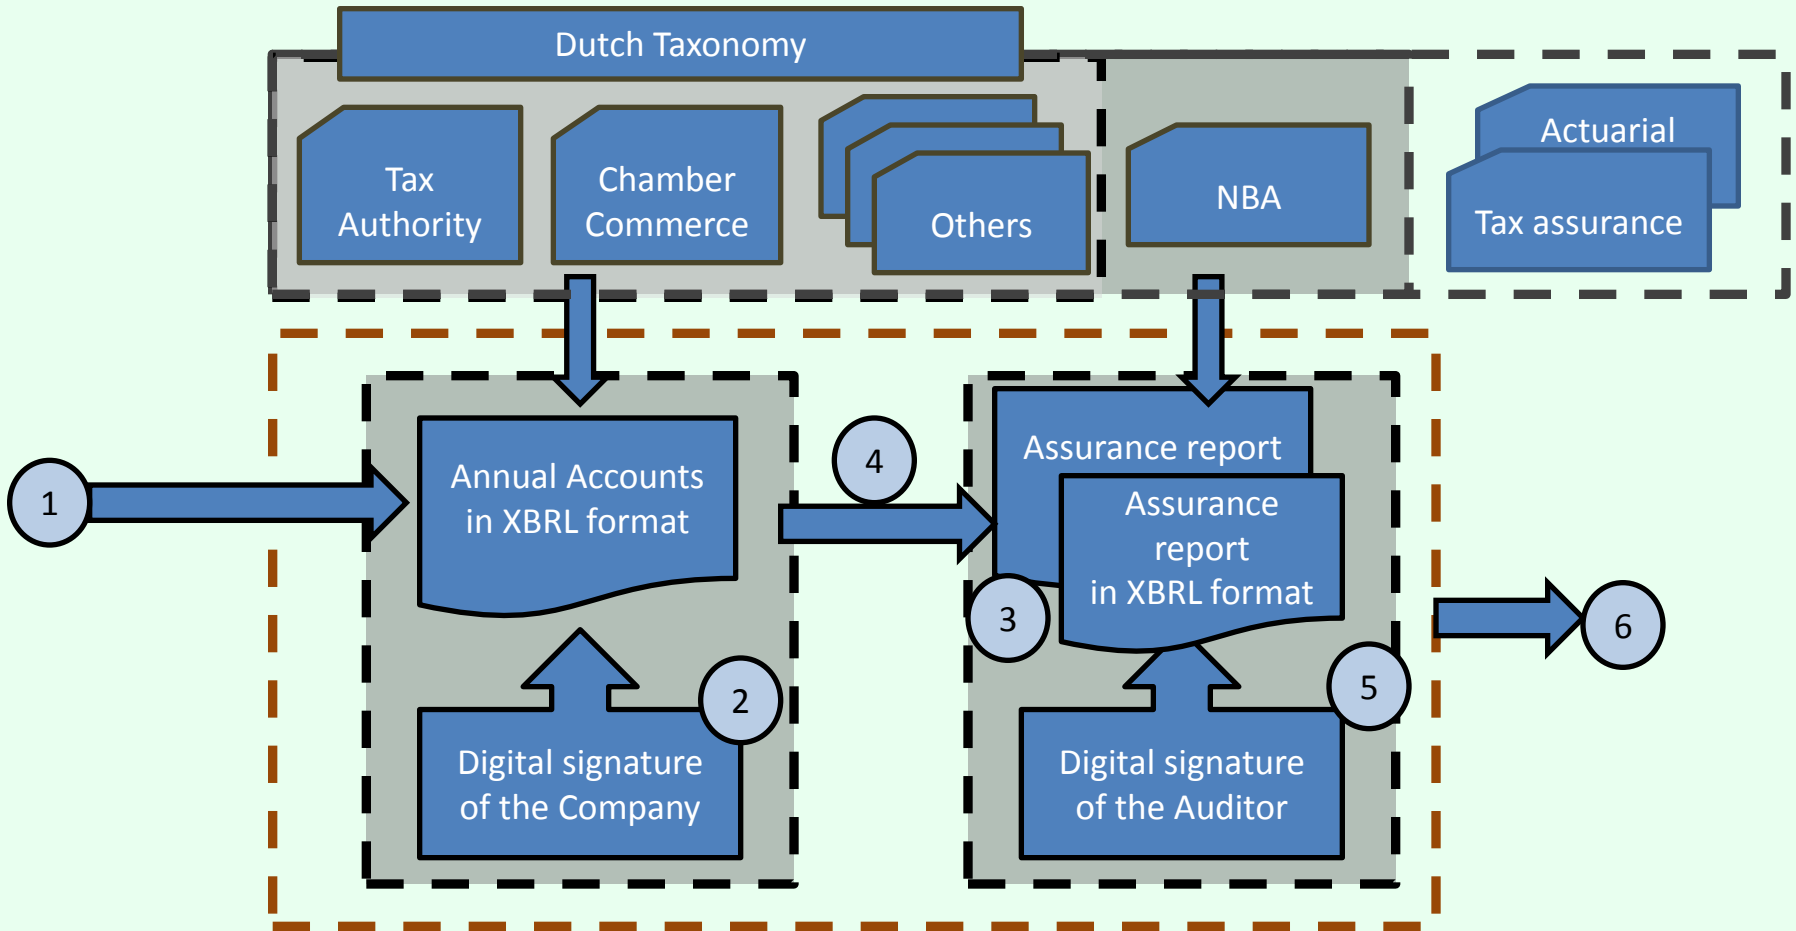 Dutch Taxonomy
Tax
Authority
Chamber
Commerce
Others
NBA
Actuarial
Tax assurance
1
Annual Accounts
in XBRL format
4
Assurance report
Assurance
report
in XBRL format
3
6
2
Digital signature
of the Company
5
Digital signature
of the Auditor